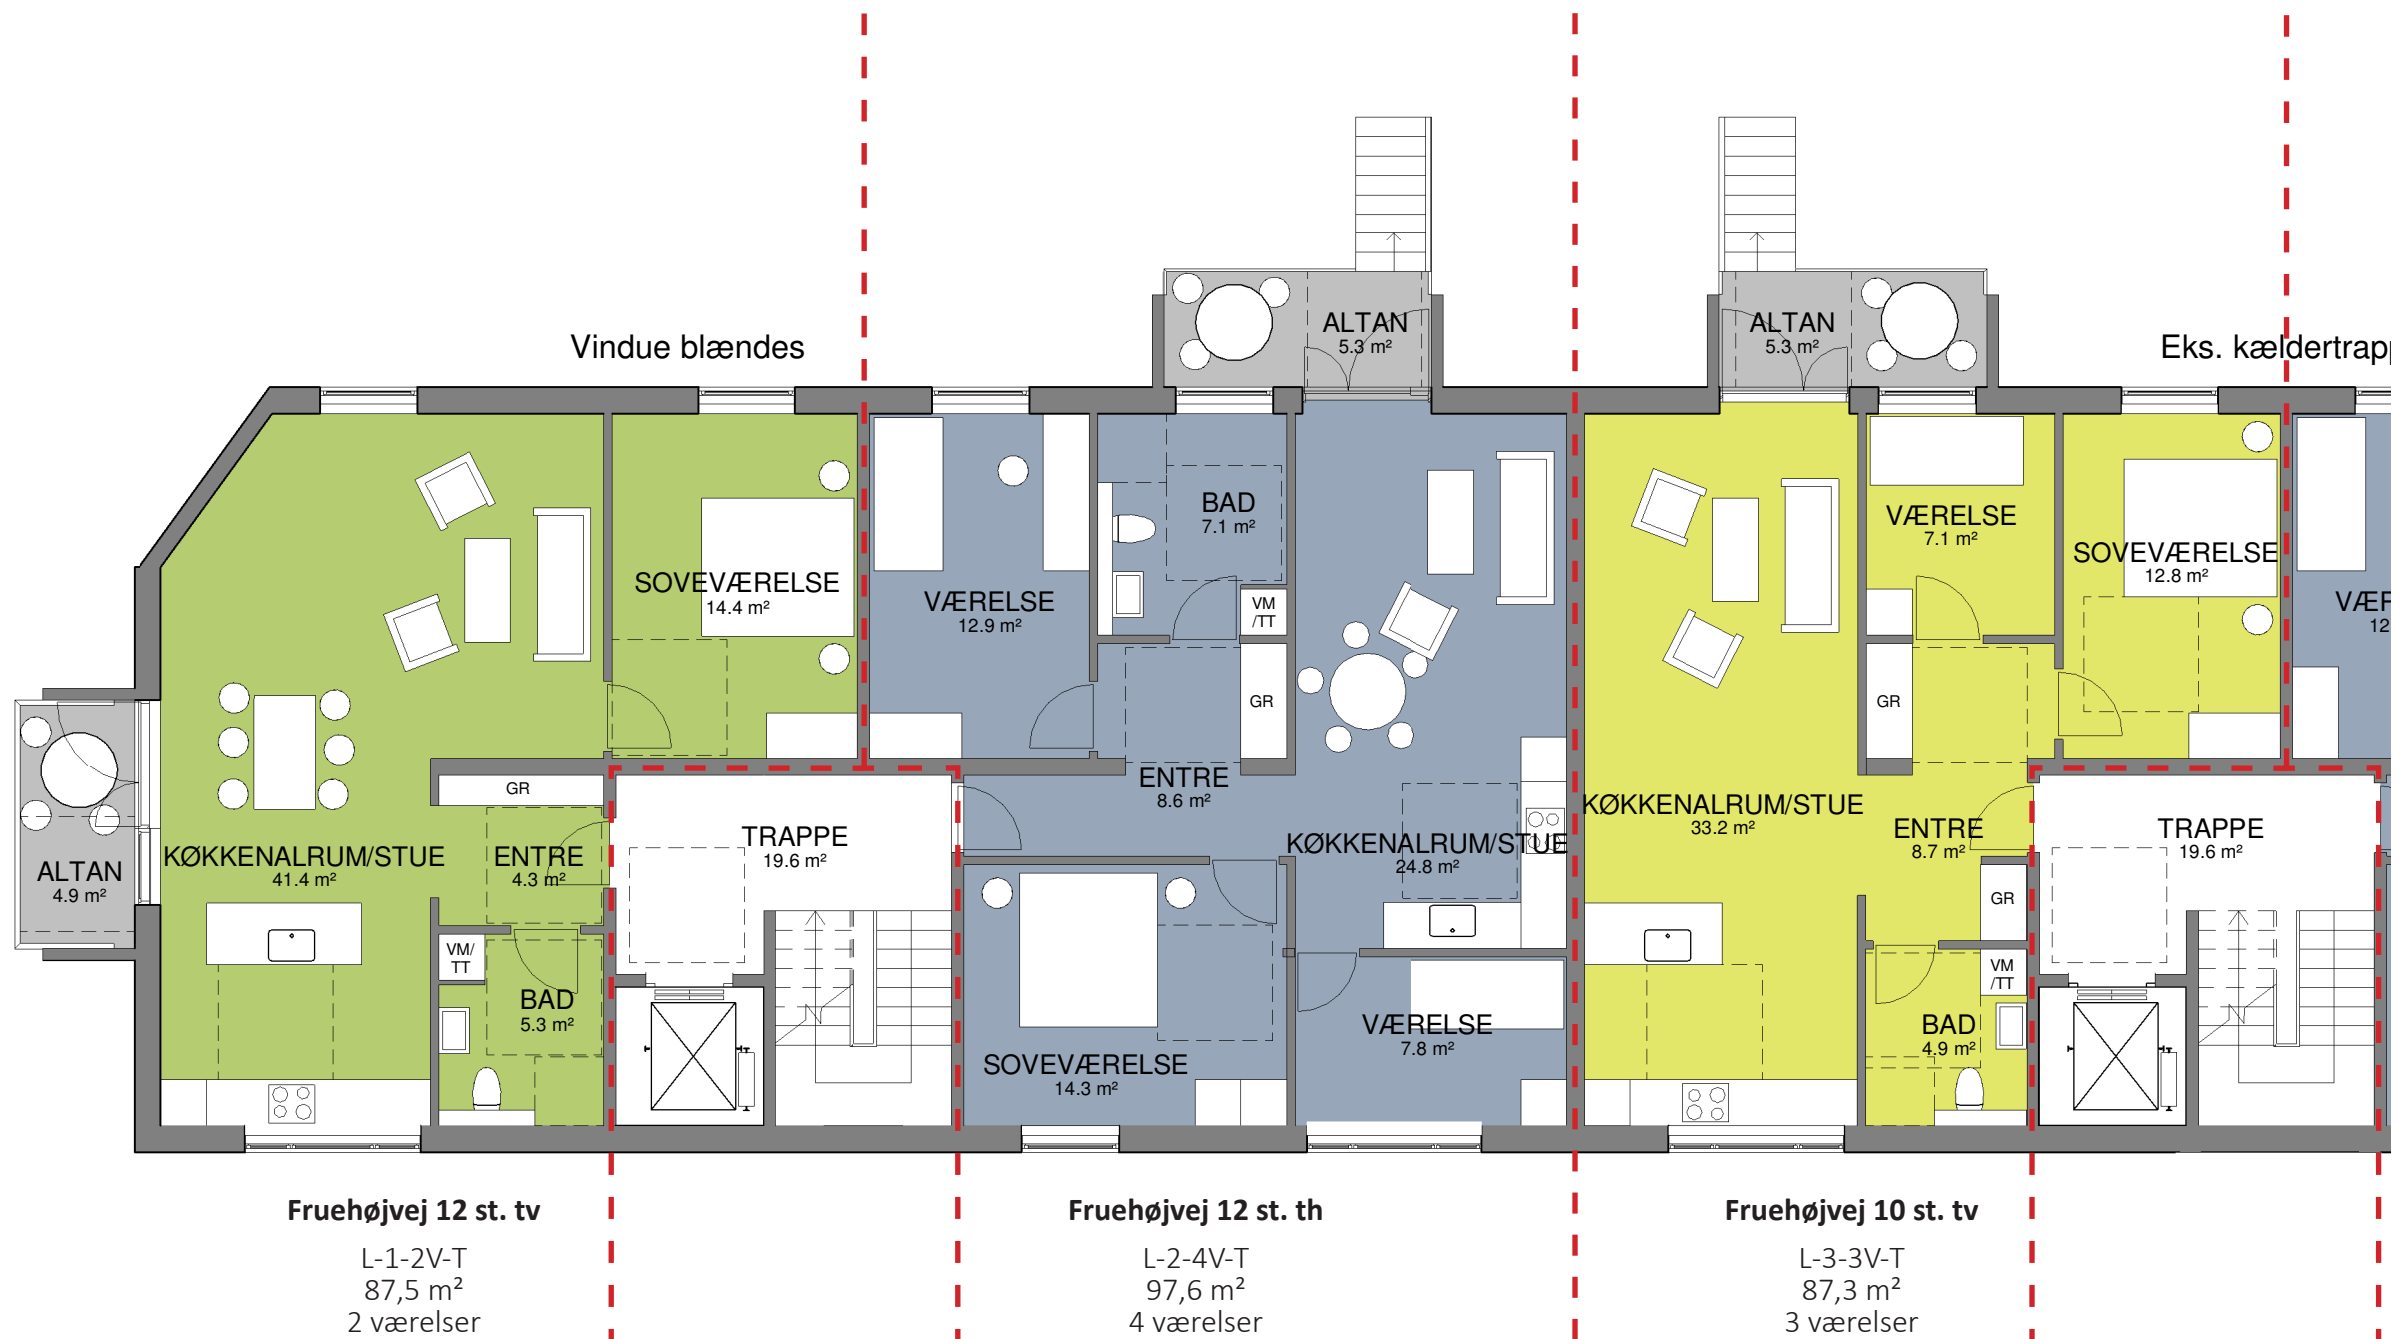 Vindue blændes
Eks. kældertrapp
ALTAN
5.3 m²
ALTAN
5.3 m²
SOVEVÆRELSE
14.4 m²
VÆRELSE
12.9 m²
BAD
7.1 m²
VM
/TT
GR
VÆRELSE
7.1 m²
SOVEVÆRELSE
12.8 m²
GR
VÆR
12
GR
ALTAN
4.9 m²
KØKKENALRUM/STUE
41.4 m²
ENTRE
4.3 m²
TRAPPE
19.6 m²
ENTRE
8.6 m²
KØKKENALRUM/STUE
24.8 m²
KØKKENALRUM/STUE
33.2 m²
ENTRE
8.7 m²
TRAPPE
19.6 m²
GR
VM/
TT
BAD
5.3 m²
SOVEVÆRELSE
14.3 m²
VÆRELSE
7.8 m²
VM
/TT
BAD
4.9 m²
Fruehøjvej 12 st. tv
L-1-2V-T
87,5 m²
2 værelser
Fruehøjvej 12 st. th
L-2-4V-T
97,6 m²
4 værelser
Fruehøjvej 10 st. tv
L-3-3V-T
87,3 m²
3 værelser